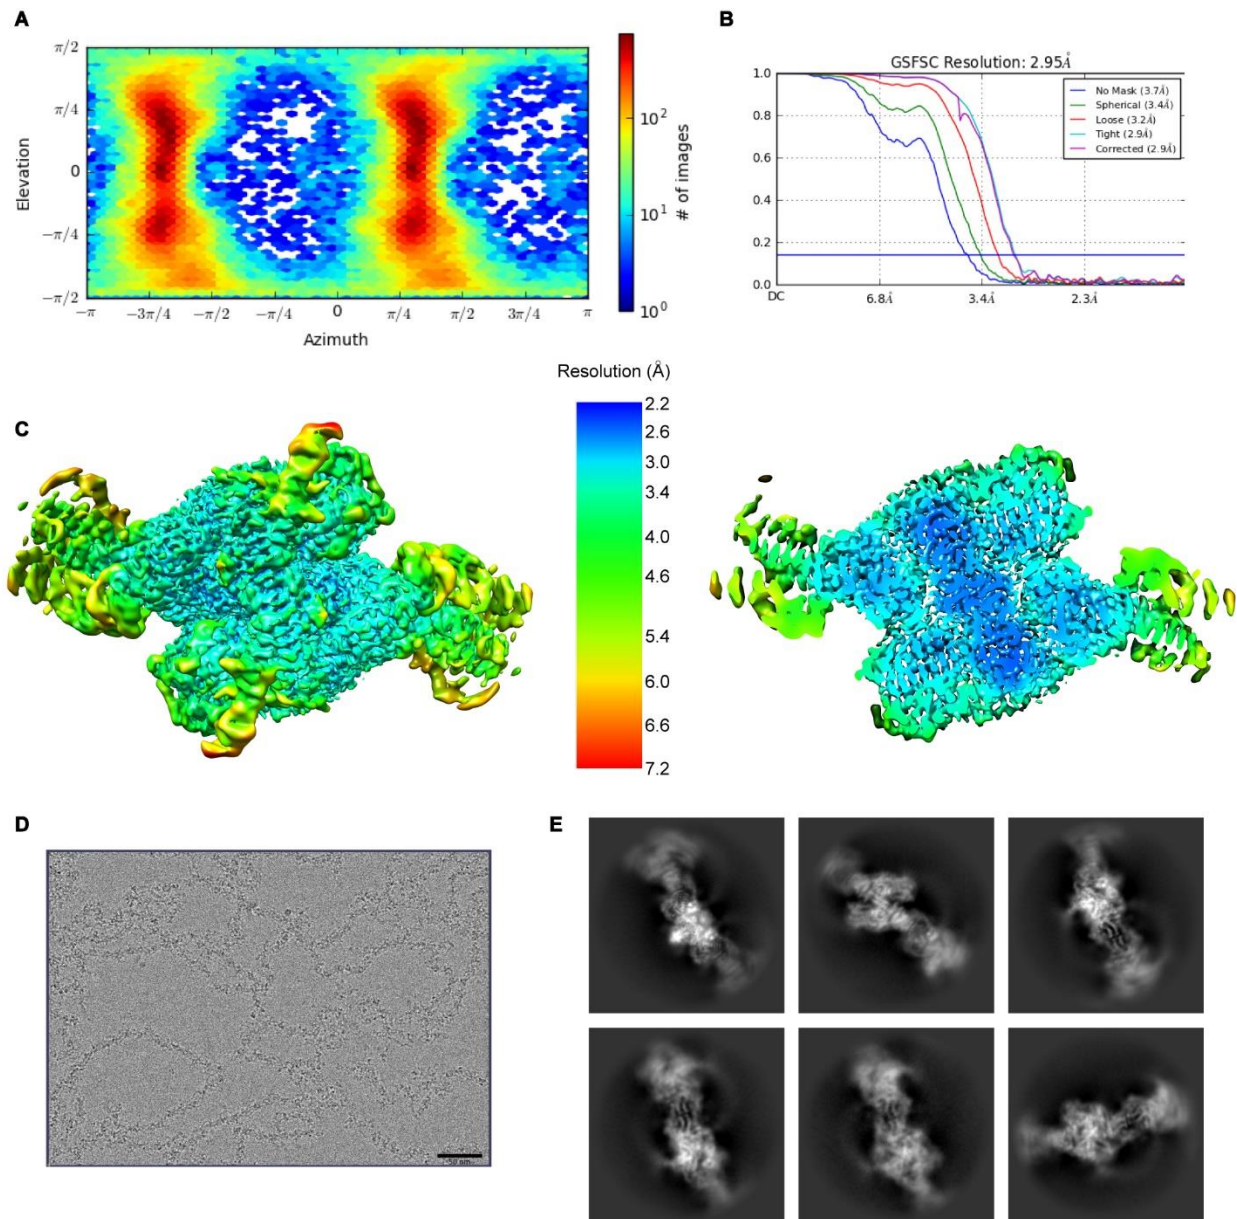 A
π/2
π/4
0
−π/4
−π/2
Elevation
−π
−3π/4
−π/2
−π/4
0
π/4
π/2
3π/4
π
Azimuth
10²
10¹
10⁰
# of images
B
GSFSC Resolution: 2.95Å
1.0
0.8
0.6
0.4
0.2
0.0
DC
6.8Å
3.4Å
2.3Å
No Mask (3.7Å)
Spherical (3.4Å)
Loose (3.2Å)
Tight (2.9Å)
Corrected (2.9Å)
C
Resolution (Å)
2.2
2.6
3.0
3.4
4.0
4.6
5.4
6.0
6.6
7.2
D
50 nm
E